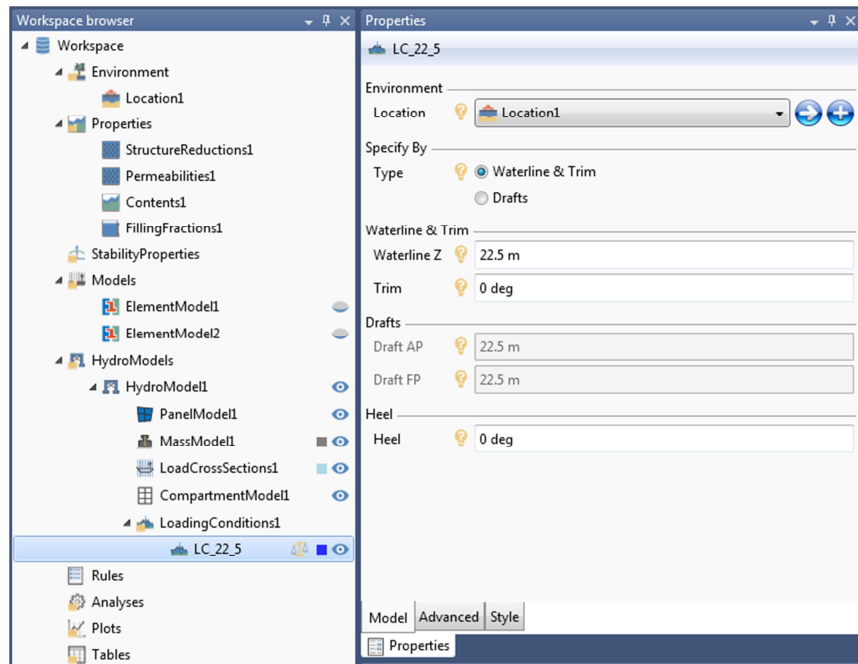 Workspace browser
Workspace
Environment
Location1
Properties
StructureReductions1
Permeabilities1
Contents1
FillingFractions1
StabilityProperties
Models
ElementModel1
ElementModel2
HydroModels
HydroModel1
PanelModel1
MassModel1
LoadCrossSections1
CompartmentModel1
LoadingConditions1
LC_22_5
Rules
Analyses
Plots
Tables
Properties
LC_22_5
Environment
Location Location1
Specify By
Type Waterline & Trim
Drafts
Waterline & Trim
Waterline Z 22.5 m
Trim 0 deg
Drafts
Draft AP 22.5 m
Draft FP 22.5 m
Heel
Heel 0 deg
Model Advanced Style
Properties